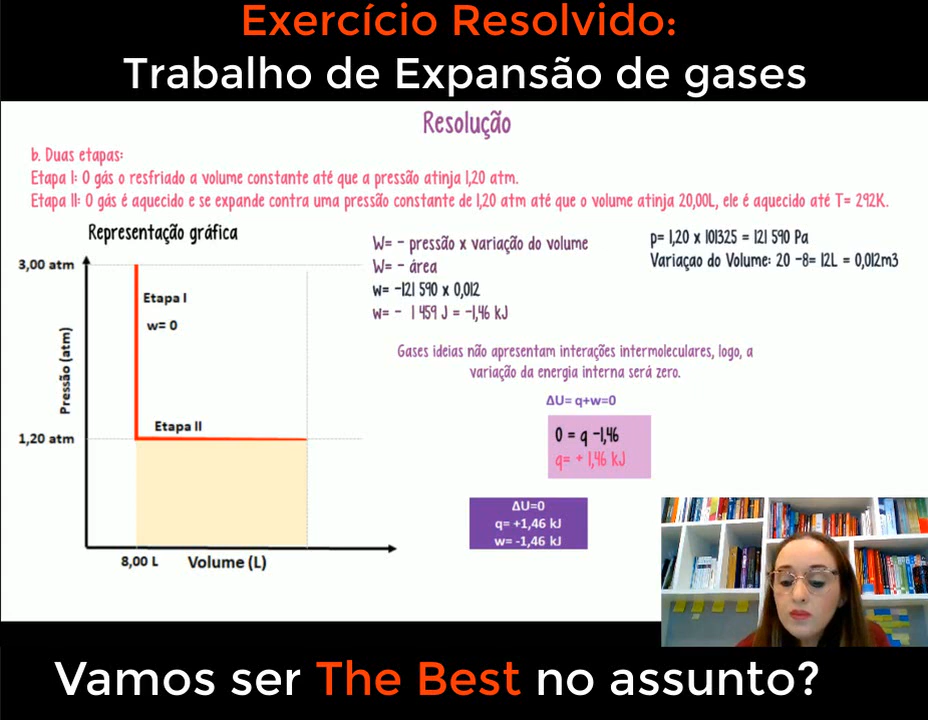 Exercício Resolvido:
Trabalho de Expansão de gases
Resolução
b. Duas etapas:
Etapa I: O gás o resfriado a volume constante até que a pressão atinja 1,20 atm.
Etapa II: O gás é aquecido e se expande contra uma pressão constante de 1,20 atm até que o volume atinja 20,00L, ele é aquecido até T= 292K.
Representação gráfica
3,00 atm
Etapa I
w= 0
Pressão (atm)
Etapa II
1,20 atm
8,00 L
Volume (L)
W= - pressão x variação do volume
W= - área
w= -121 590 x 0,012
w= - 1 459 J = -1,46 kJ
p= 1,20 x 101325 = 121 590 Pa
Variaçao do Volume: 20 -8= 12L = 0,012m3
Gases ideias não apresentam interações intermoleculares, logo, a
variação da energia interna será zero.
ΔU= q+w=0
0 = q -1,46
q= + 1,46 kJ
ΔU=0
q= +1,46 kJ
w= -1,46 kJ
Vamos ser The Best no assunto?